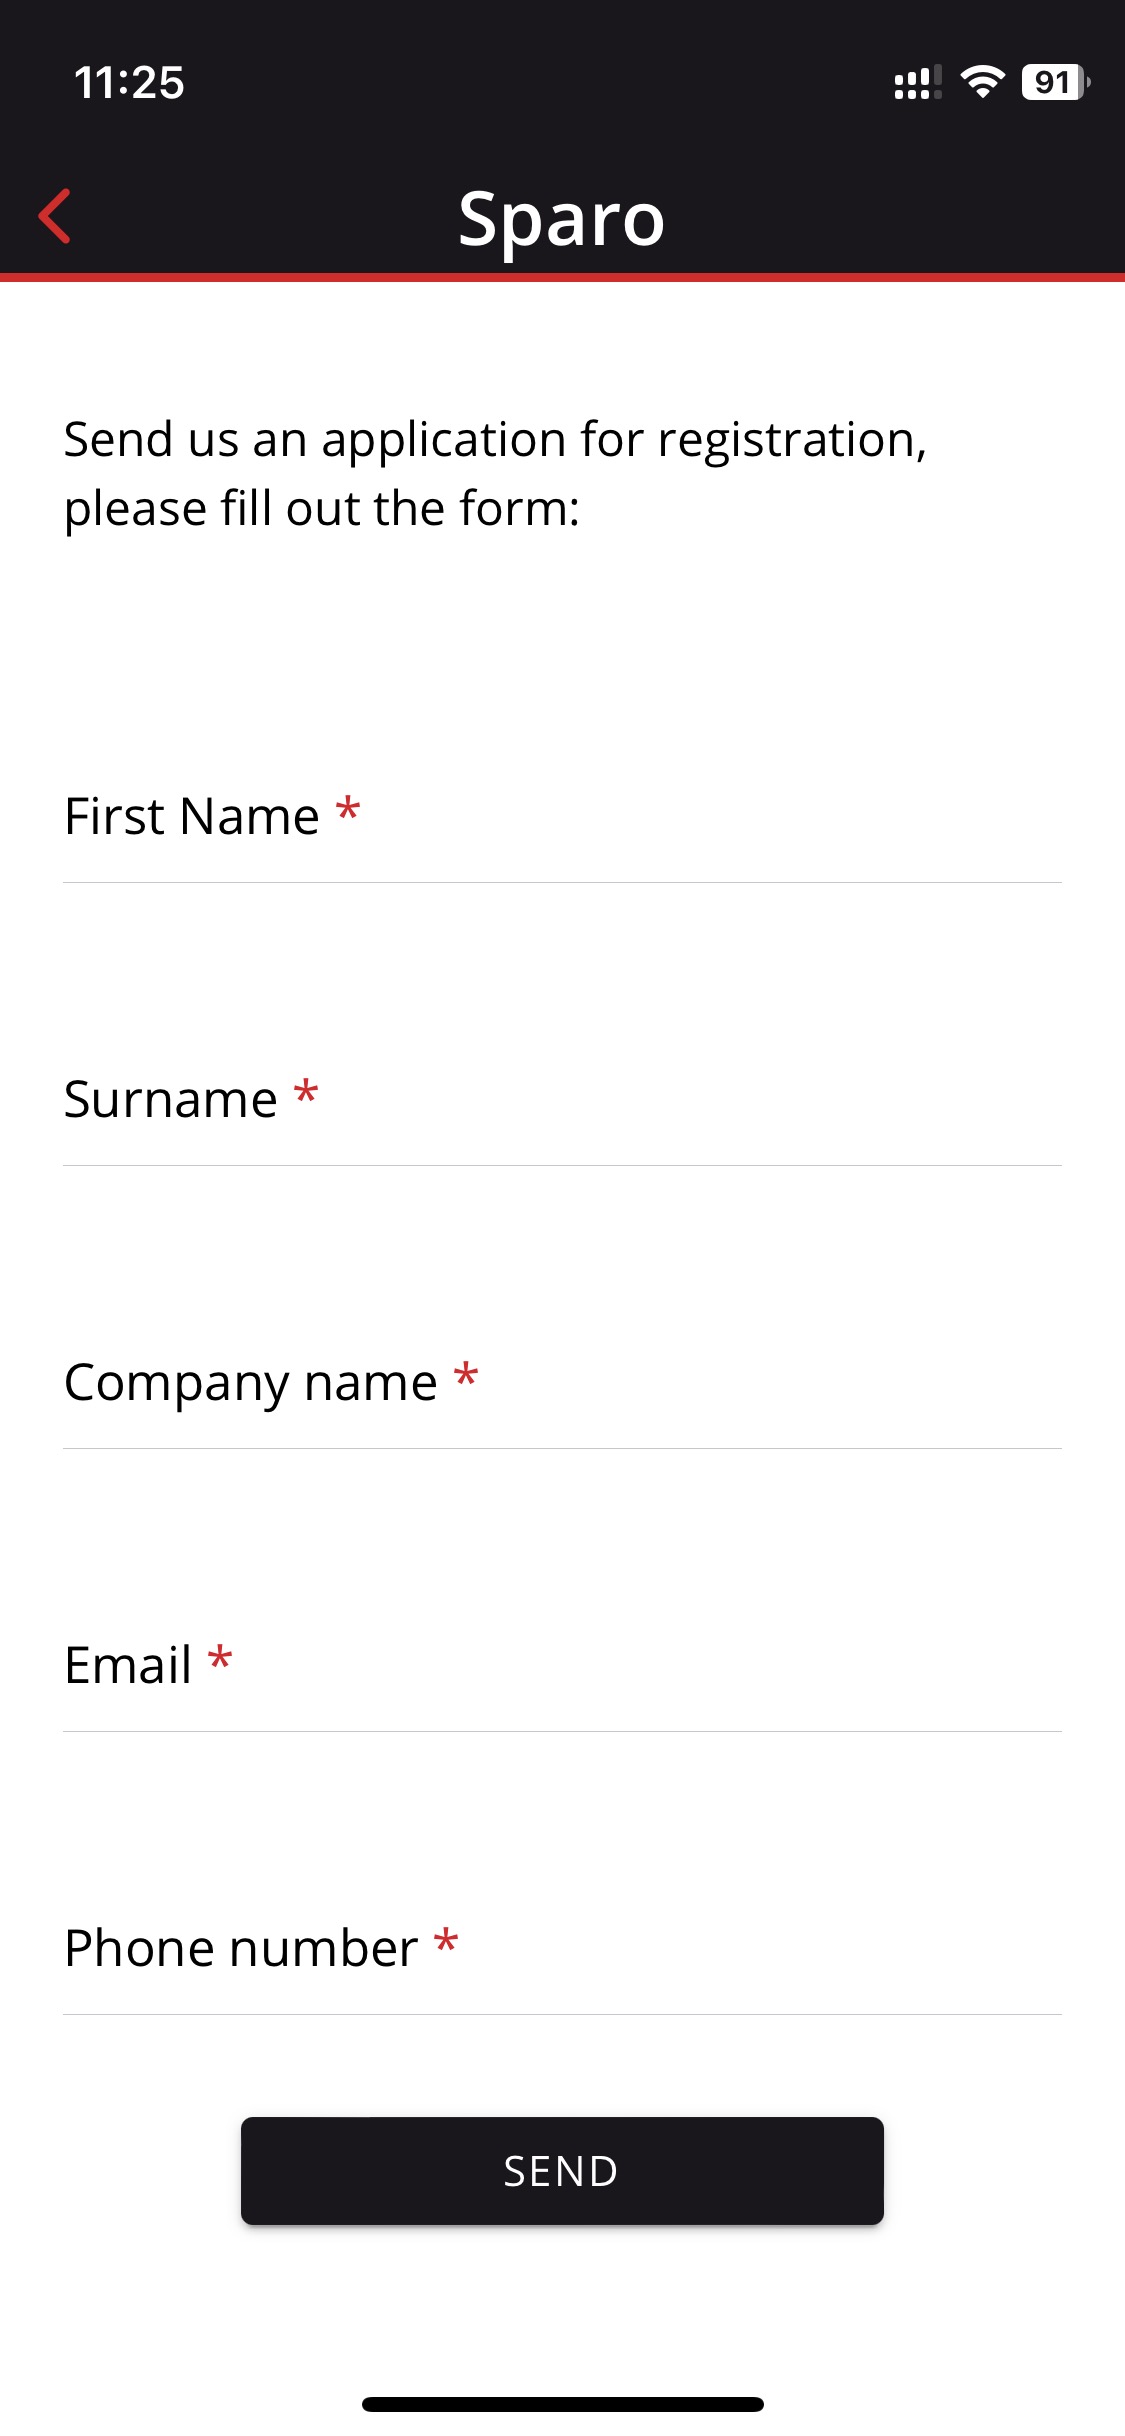 11:25
91
Sparo
Send us an application for registration,
please fill out the form:
First Name *
Surname *
Company name *
Email *
Phone number *
SEND